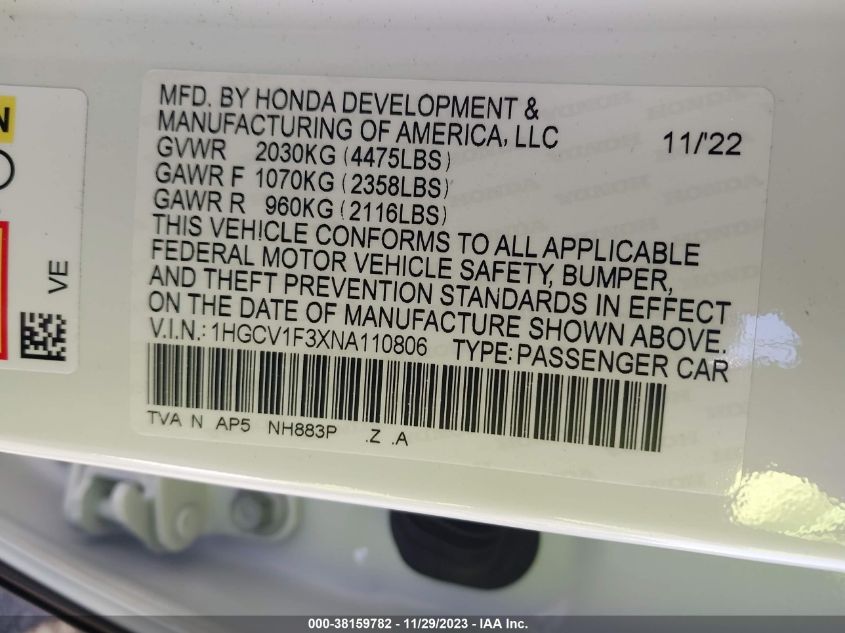 MFD. BY HONDA DEVELOPMENT &
MANUFACTURING OF AMERICA, LLC 11/'22
GVWR 2030KG (4475LBS)
GAWR F 1070KG (2358LBS)
GAWR R 960KG (2116LBS)
THIS VEHICLE CONFORMS TO ALL APPLICABLE
FEDERAL MOTOR VEHICLE SAFETY, BUMPER,
AND THEFT PREVENTION STANDARDS IN EFFECT
ON THE DATE OF MANUFACTURE SHOWN ABOVE.
V.I.N.: 1HGCV1F3XNA110806 TYPE: PASSENGER CAR
TVA N AP5 NH883P .Z .A
VE
N
000-38159782 - 11/29/2023 - IAA Inc.